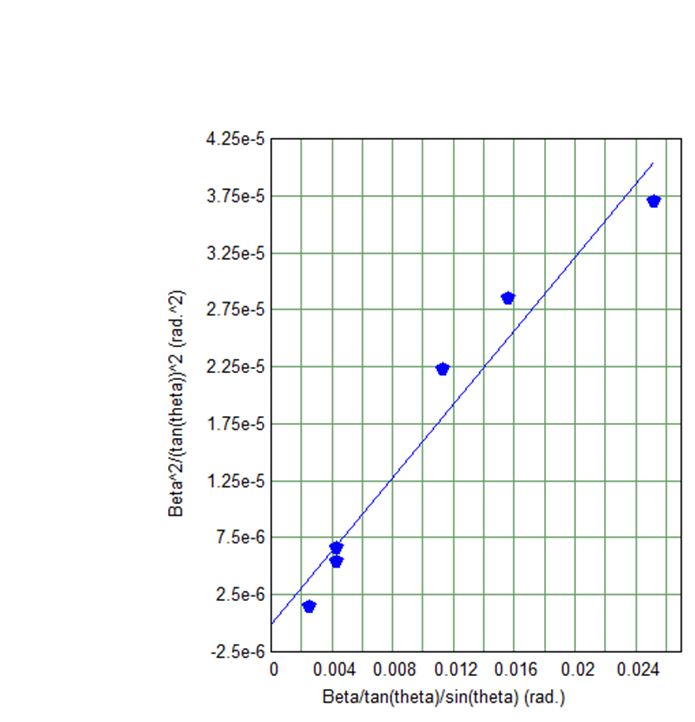 4.25e-5
3.75e-5
3.25e-5
2.75e-5
2.25e-5
1.75e-5
1.25e-5
7.5e-6
2.5e-6
-2.5e-6
Beta^2/(tan(theta))^2 (rad.^2)
0 0.004 0.008 0.012 0.016 0.02 0.024
Beta/tan(theta)/sin(theta) (rad.)